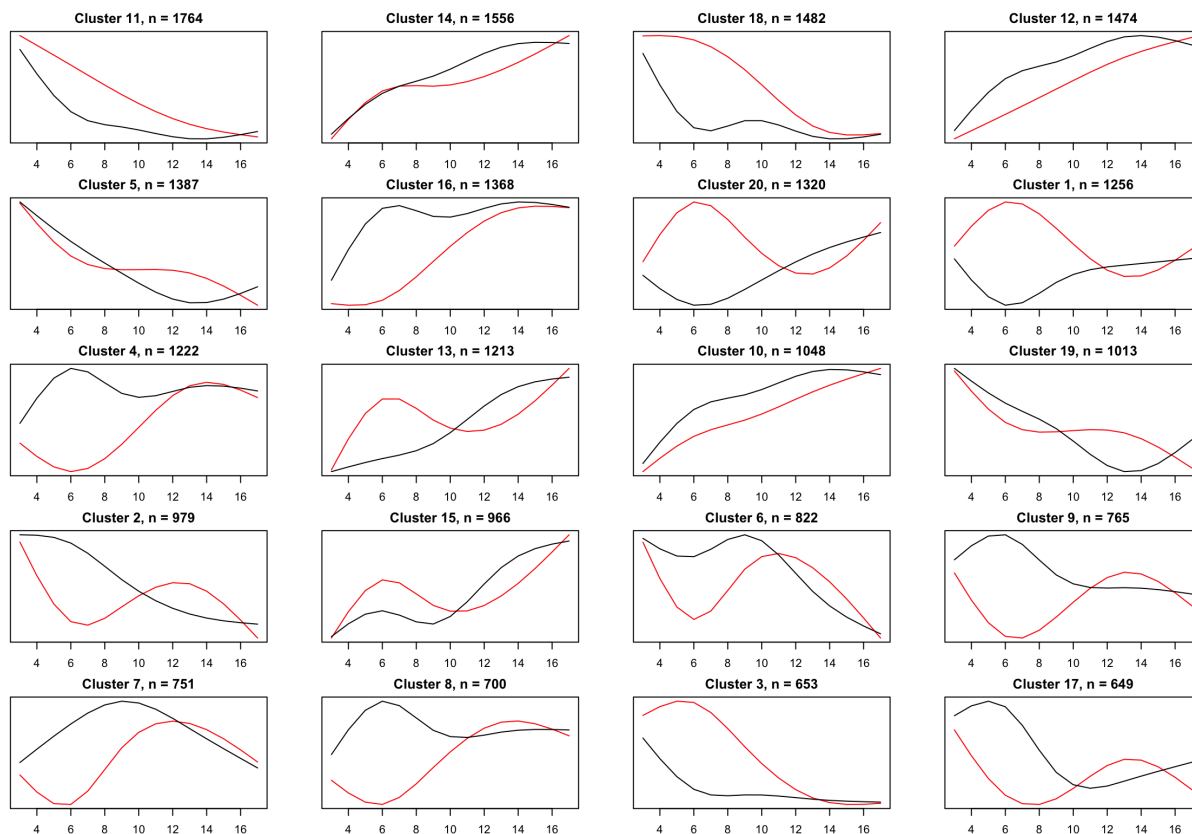 Cluster 11, n = 1764
Cluster 14, n = 1556
Cluster 18, n = 1482
Cluster 12, n = 1474
4 6 8 10 12 14 16
4 6 8 10 12 14 16
4 6 8 10 12 14 16
4 6 8 10 12 14 16
Cluster 5, n = 1387
Cluster 16, n = 1368
Cluster 20, n = 1320
Cluster 1, n = 1256
4 6 8 10 12 14 16
4 6 8 10 12 14 16
4 6 8 10 12 14 16
4 6 8 10 12 14 16
Cluster 4, n = 1222
Cluster 13, n = 1213
Cluster 10, n = 1048
Cluster 19, n = 1013
4 6 8 10 12 14 16
4 6 8 10 12 14 16
4 6 8 10 12 14 16
4 6 8 10 12 14 16
Cluster 2, n = 979
Cluster 15, n = 966
Cluster 6, n = 822
Cluster 9, n = 765
4 6 8 10 12 14 16
4 6 8 10 12 14 16
4 6 8 10 12 14 16
4 6 8 10 12 14 16
Cluster 7, n = 751
Cluster 8, n = 700
Cluster 3, n = 653
Cluster 17, n = 649
4 6 8 10 12 14 16
4 6 8 10 12 14 16
4 6 8 10 12 14 16
4 6 8 10 12 14 16